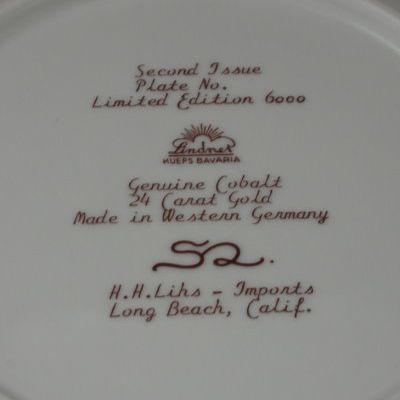 Second Issue
Plate No.
Limited Edition 6000
Lindner
KUEPS BAVARIA
Genuine Cobalt
24 Carat Gold
Made in Western Germany
H.H.Lihs - Imports
Long Beach, Calif.